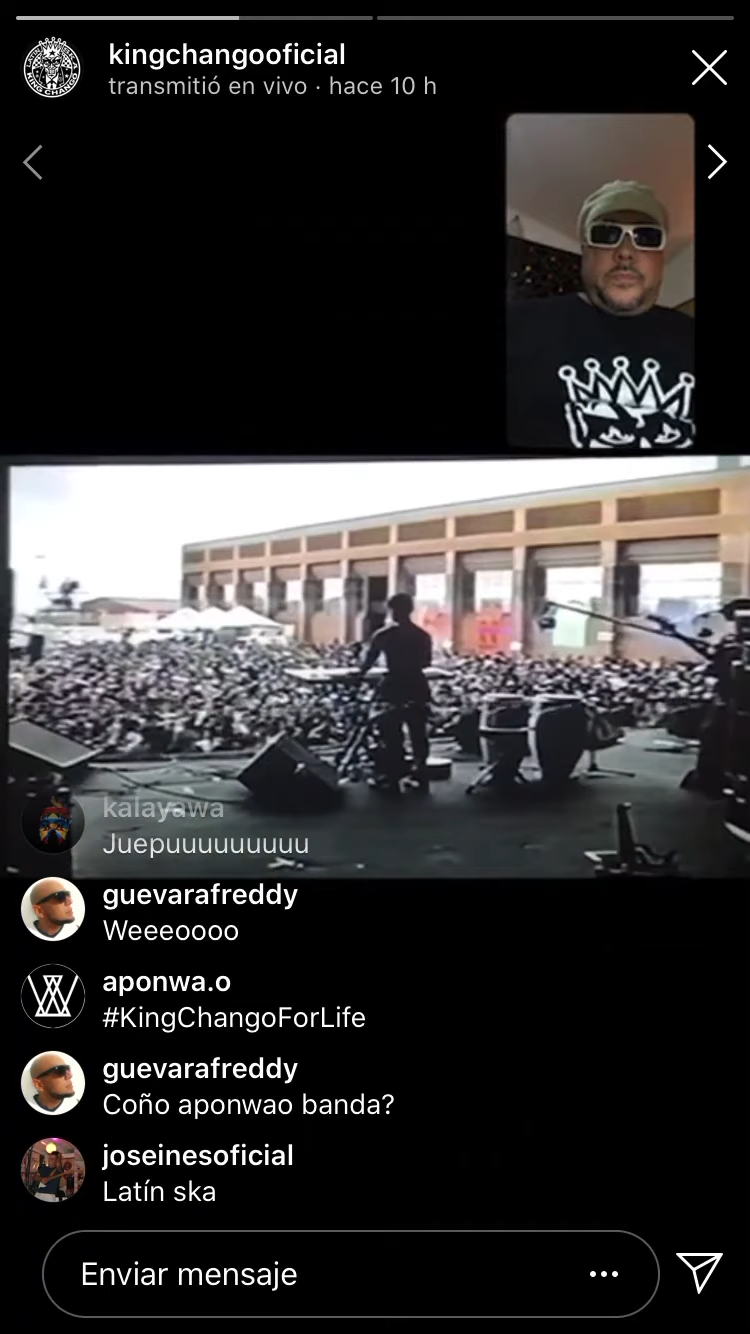 kingchangooficial
transmitió en vivo · hace 10 h
kalayawa
Juepuuuuuuuuu
guevarafreddy
Weeeoooo
aponwa.o
#KingChangoForLife
guevarafreddy
Coño aponwao banda?
joseinesoficial
Latín ska
Enviar mensaje